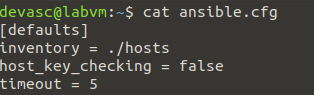 devasc@labvm:~$ cat ansible.cfg
[defaults]
inventory = ./hosts
host_key_checking = false
timeout = 5